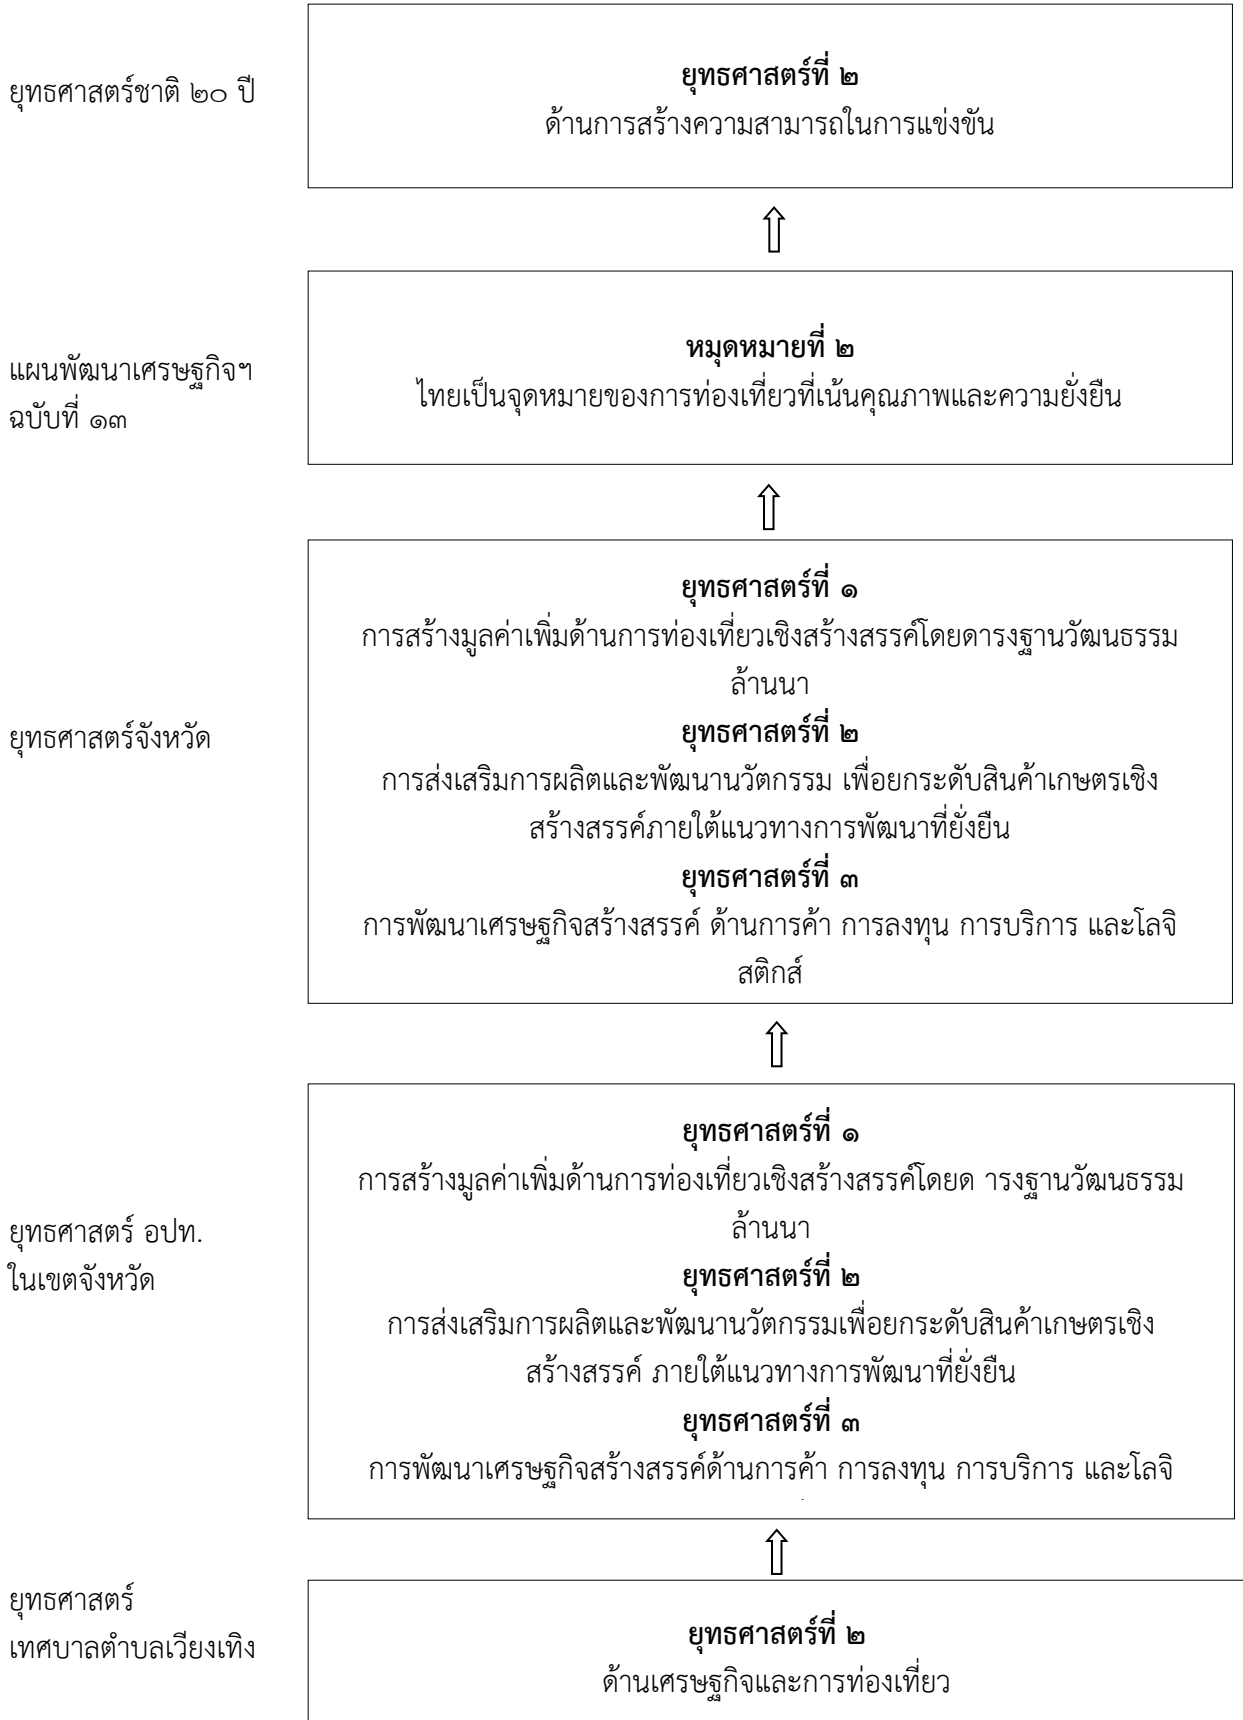 ยุทธศาสตร์ชาติ ๒๐ ปี
ยุทธศาสตร์ที่ ๒
ด้านการสร้างความสามารถในการแข่งขัน
แผนพัฒนาเศรษฐกิจฯ
ฉบับที่ ๑๓
หมุดหมายที่ ๒
ไทยเป็นจุดหมายของการท่องเที่ยวที่เน้นคุณภาพและความยั่งยืน
ยุทธศาสตร์จังหวัด
ยุทธศาสตร์ที่ ๑
การสร้างมูลค่าเพิ่มด้านการท่องเที่ยวเชิงสร้างสรรค์โดยดารงฐานวัฒนธรรม
ล้านนา
ยุทธศาสตร์ที่ ๒
การส่งเสริมการผลิตและพัฒนานวัตกรรม เพื่อยกระดับสินค้าเกษตรเชิง
สร้างสรรค์ภายใต้แนวทางการพัฒนาที่ยั่งยืน
ยุทธศาสตร์ที่ ๓
การพัฒนาเศรษฐกิจสร้างสรรค์ ด้านการค้า การลงทุน การบริการ และโลจิ
สติกส์
ยุทธศาสตร์ อปท.
ในเขตจังหวัด
ยุทธศาสตร์ที่ ๑
การสร้างมูลค่าเพิ่มด้านการท่องเที่ยวเชิงสร้างสรรค์โดยด ารงฐานวัฒนธรรม
ล้านนา
ยุทธศาสตร์ที่ ๒
การส่งเสริมการผลิตและพัฒนานวัตกรรมเพื่อยกระดับสินค้าเกษตรเชิง
สร้างสรรค์ ภายใต้แนวทางการพัฒนาที่ยั่งยืน
ยุทธศาสตร์ที่ ๓
การพัฒนาเศรษฐกิจสร้างสรรค์ด้านการค้า การลงทุน การบริการ และโลจิ
ยุทธศาสตร์
เทศบาลตำบลเวียงเทิง
ยุทธศาสตร์ที่ ๒
ด้านเศรษฐกิจและการท่องเที่ยว